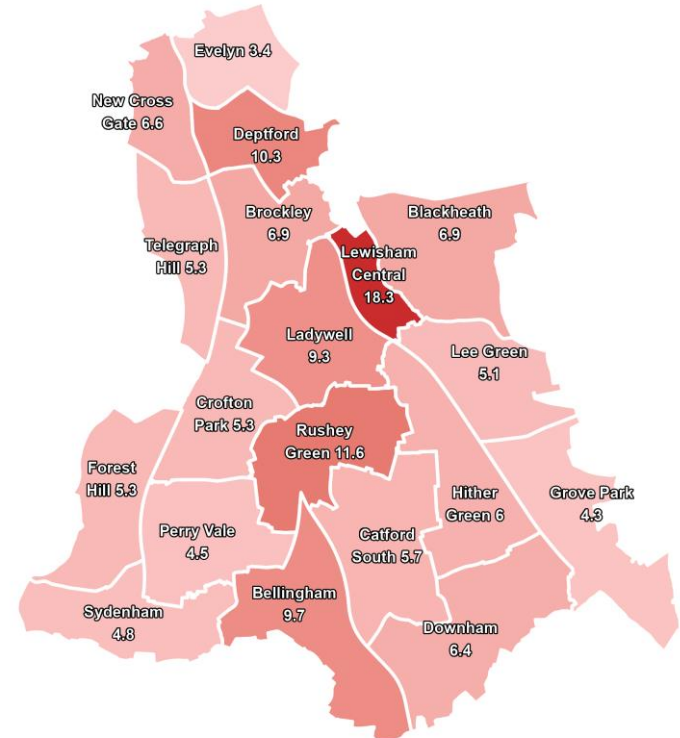 Evelyn 3.4
New Cross
Gate 6.6
Deptford
10.3
Brockley
6.9
Blackheath
6.9
Telegraph
Hill 5.3
Lewisham
Central
18.3
Ladywell
9.3
Lee Green
5.1
Crofton
Park 5.3
Rushey
Green 11.6
Forest
Hill 5.3
Hither
Green 6
Grove Park
4.3
Perry Vale
4.5
Catford
South 5.7
Bellingham
9.7
Sydenham
4.8
Downham
6.4